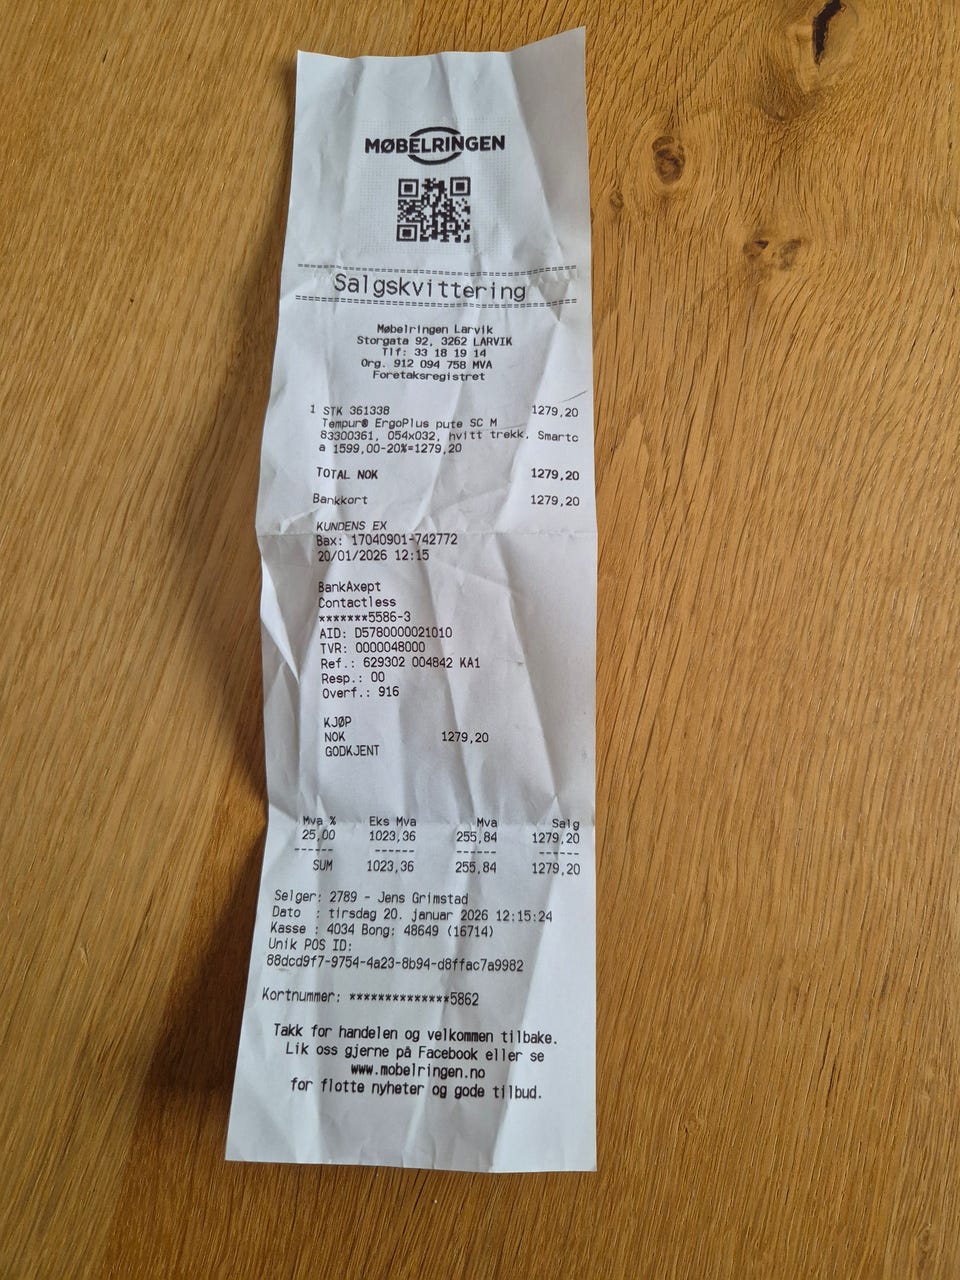 MØBELRINGEN
Salgskvittering
Møbelringen Larvik
Storgata 92, 3262 LARVIK
Tlf: 33 18 19 14
Org. 912 094 758 MVA
Foretaksregistret
1 STK 361338 1279,20
Tempur® ErgoPlus pute SC M
83300361, 054x032, hvitt trekk, Smartc
a 1599,00-20%=1279,20
TOTAL NOK 1279,20
Bankkort 1279,20
KUNDENS EX
Bax: 17040901-742772
20/01/2026 12:15
BankAxept
Contactless
*******5586-3
AID: D5780000021010
TVR: 0000048000
Ref.: 629302 004842 KA1
Resp.: 00
Overf.: 916
KJØP
NOK 1279,20
GODKJENT
Mva % Eks Mva Mva Salg
25,00 1023,36 255,84 1279,20
------ ------ ------ ------
SUM 1023,36 255,84 1279,20
Selger: 2789 - Jens Grimstad
Dato : tirsdag 20. januar 2026 12:15:24
Kasse : 4034 Bong: 48649 (16714)
Unik POS ID:
88dcd9f7-9754-4a23-8b94-d8ffac7a9982
Kortnummer: **************5862
Takk for handelen og velkommen tilbake.
Lik oss gjerne på Facebook eller se
www.mobelringen.no
for flotte nyheter og gode tilbud.